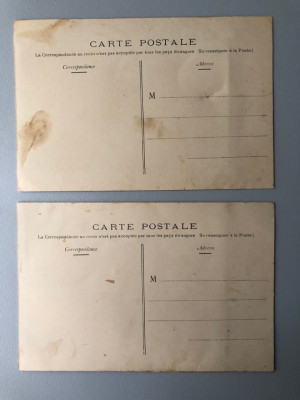 CARTE POSTALE
La Correspondance au recto n'est pas acceptée par tous les pays étrangers (Se renseigner à la Poste)
Correspondance
Adresse
M
CARTE POSTALE
La Correspondance au recto n'est pas acceptée par tous les pays étrangers (Se renseigner à la Poste)
Correspondance
Adresse
M